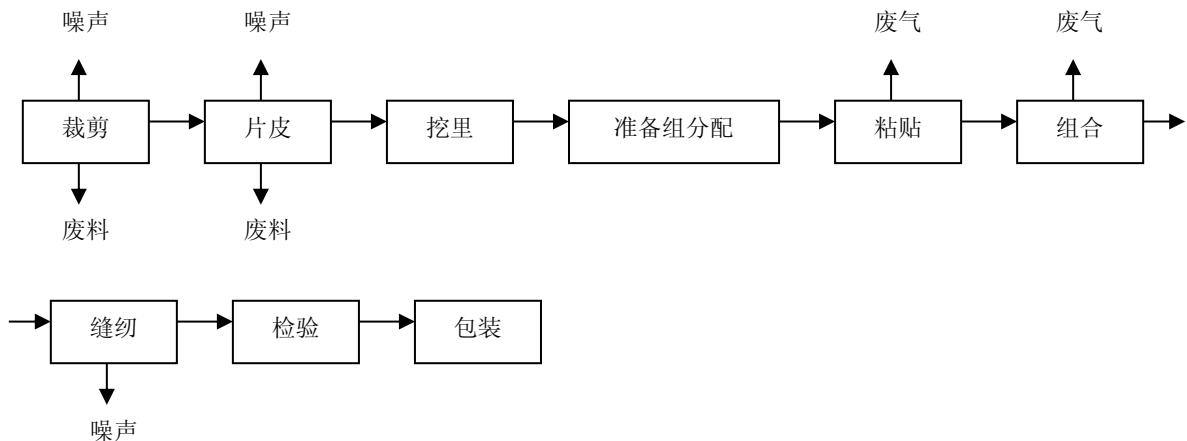 噪声 噪声 废气 废气
裁剪 片皮 挖里 准备组分配 粘贴 组合
废料 废料
缝纫 检验 包装
噪声